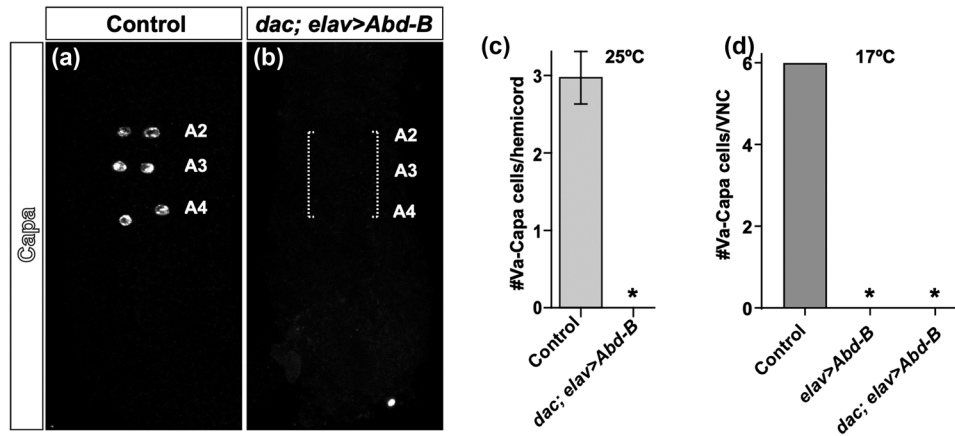 Control
dac; elav>Abd-B
Capa
(a)
A2
A3
A4
(b)
A2
A3
A4
(c)
25ºC
#Va-Capa cells/hemicord
3
2
1
0
*
Control
dac; elav>Abd-B
(d)
17ºC
#Va-Capa cells/VNC
6
4
2
0
*
*
Control
elav>Abd-B
dac; elav>Abd-B